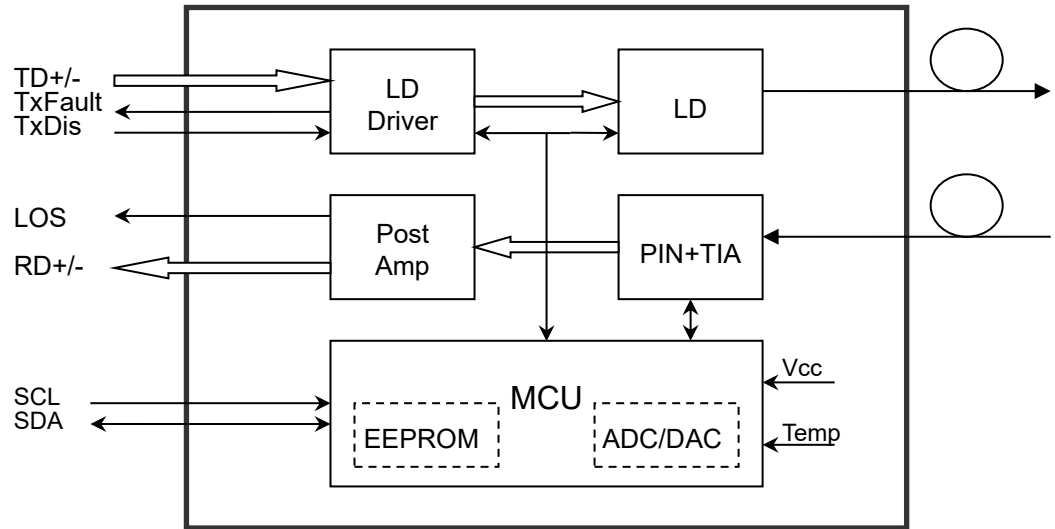 TD+/-
TxFault
TxDis
LD
Driver
LD
LOS
RD+/-
Post
Amp
PIN+TIA
SCL
SDA
MCU
EEPROM
ADC/DAC
Vcc
Temp